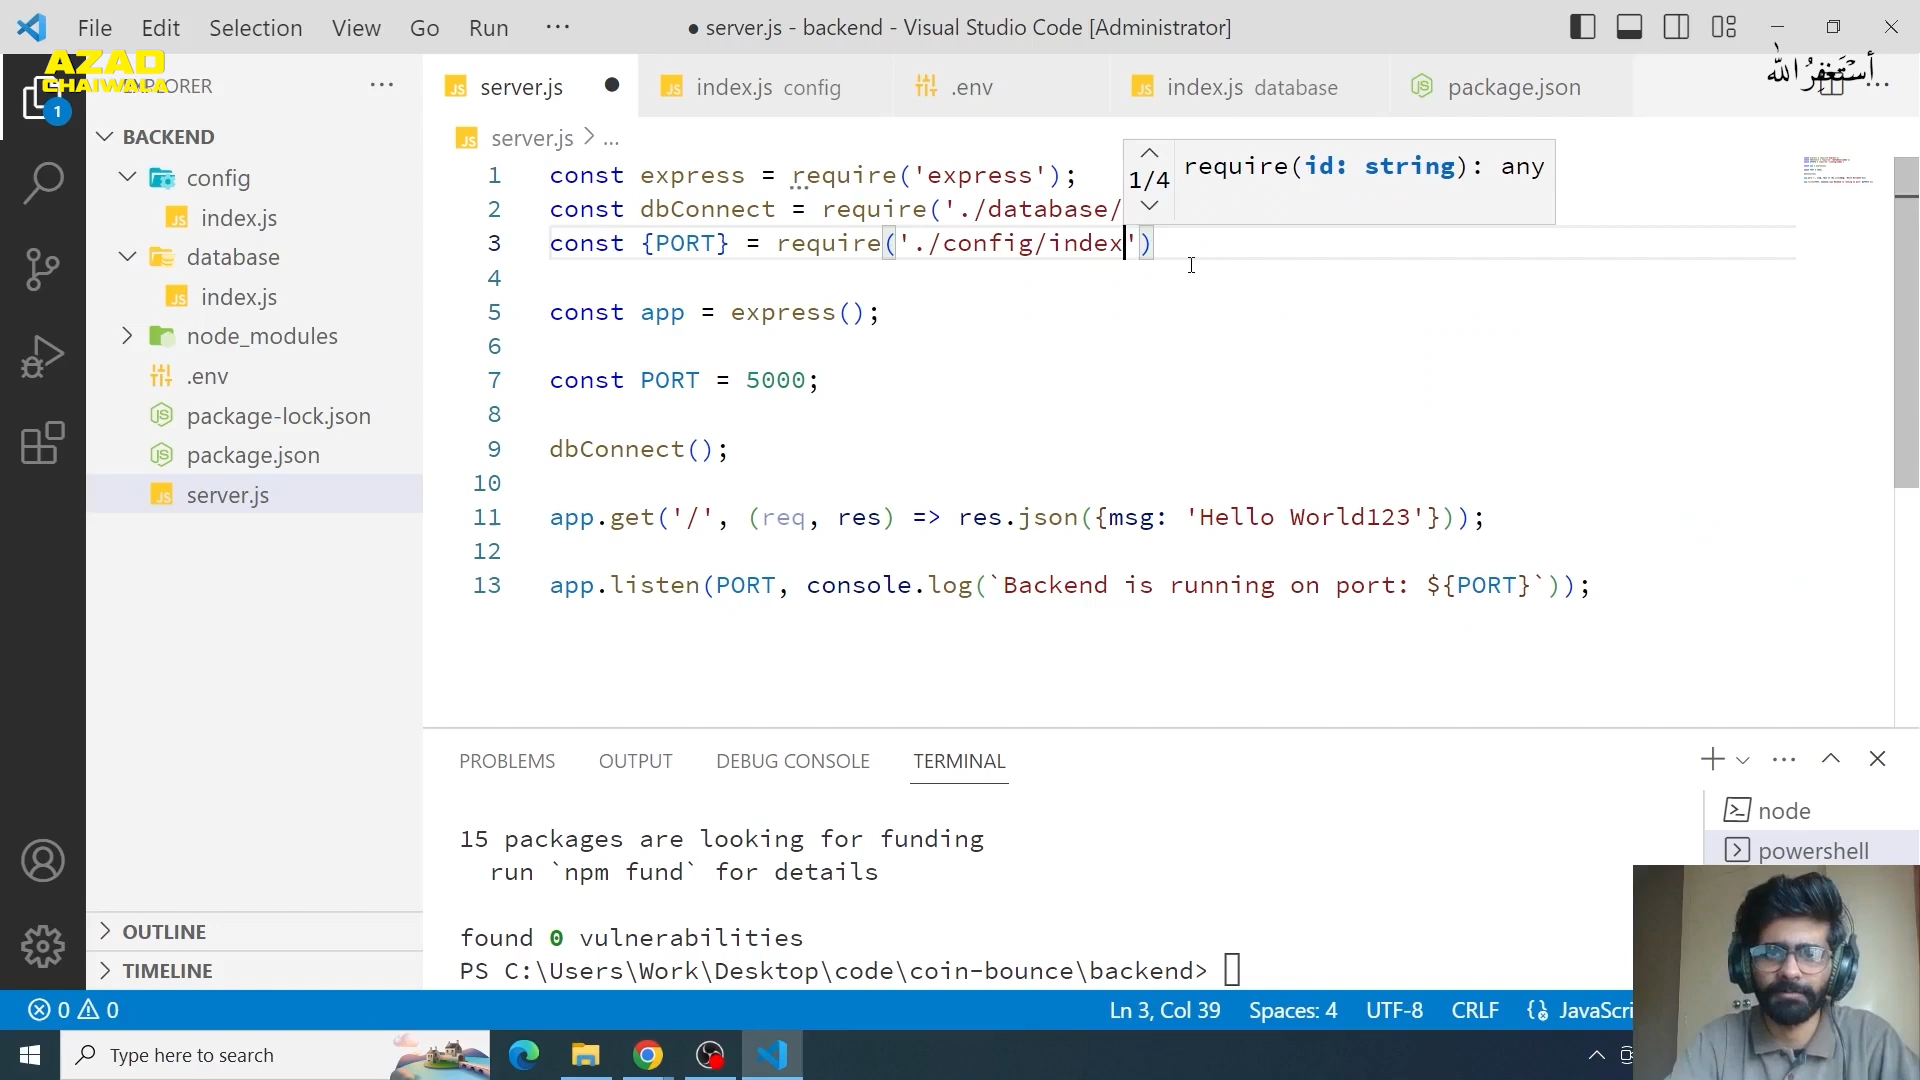 File Edit Selection View Go Run ···
● server.js - backend - Visual Studio Code [Administrator]
AZAD
CHAIWALA
أستغفر الله
1
BACKEND
config
index.js
database
index.js
node_modules
.env
package-lock.json
package.json
server.js
OUTLINE
TIMELINE
server.js
index.js config
.env
index.js database
package.json
server.js > ...
1/4 require(id: string): any
1 const express = require('express');
2 const dbConnect = require('./database/
3 const {PORT} = require('./config/index')
4
5 const app = express();
6
7 const PORT = 5000;
8
9 dbConnect();
10
11 app.get('/', (req, res) => res.json({msg: 'Hello World123'}));
12
13 app.listen(PORT, console.log(`Backend is running on port: ${PORT}`));
PROBLEMS OUTPUT DEBUG CONSOLE TERMINAL
15 packages are looking for funding
run `npm fund` for details
found 0 vulnerabilities
PS C:\Users\Work\Desktop\code\coin-bounce\backend>
node
powershell
0 0
Ln 3, Col 39 Spaces: 4 UTF-8 CRLF
Type here to search